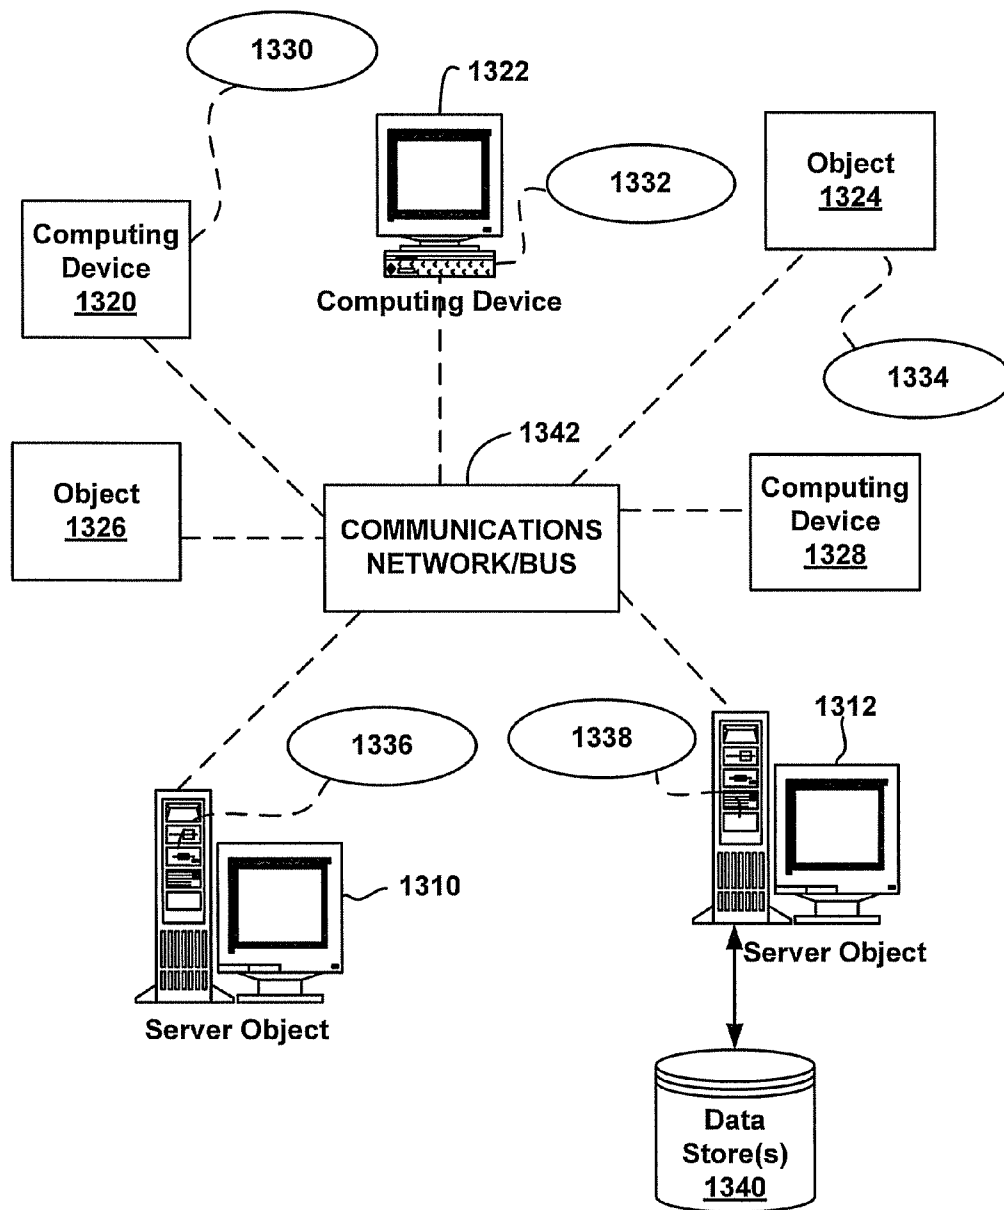 1330
1322
1332
Object
1324
Computing
Device
1320
Computing Device
1334
1342
Object
1326
COMMUNICATIONS
NETWORK/BUS
Computing
Device
1328
1336
1338
1312
1310
Server Object
Server Object
Data
Store(s)
1340